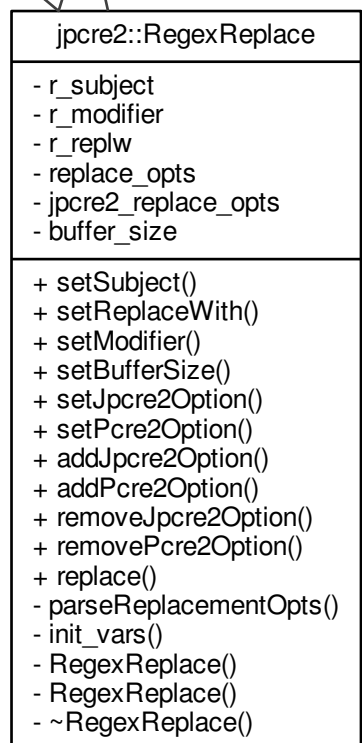 jpcre2::RegexReplace
- r_subject
- r_modifier
- r_replw
- replace_opts
- jpcre2_replace_opts
- buffer_size
+ setSubject()
+ setReplaceWith()
+ setModifier()
+ setBufferSize()
+ setJpcre2Option()
+ setPcre2Option()
+ addJpcre2Option()
+ addPcre2Option()
+ removeJpcre2Option()
+ removePcre2Option()
+ replace()
- parseReplacementOpts()
- init_vars()
- RegexReplace()
- RegexReplace()
- ~RegexReplace()